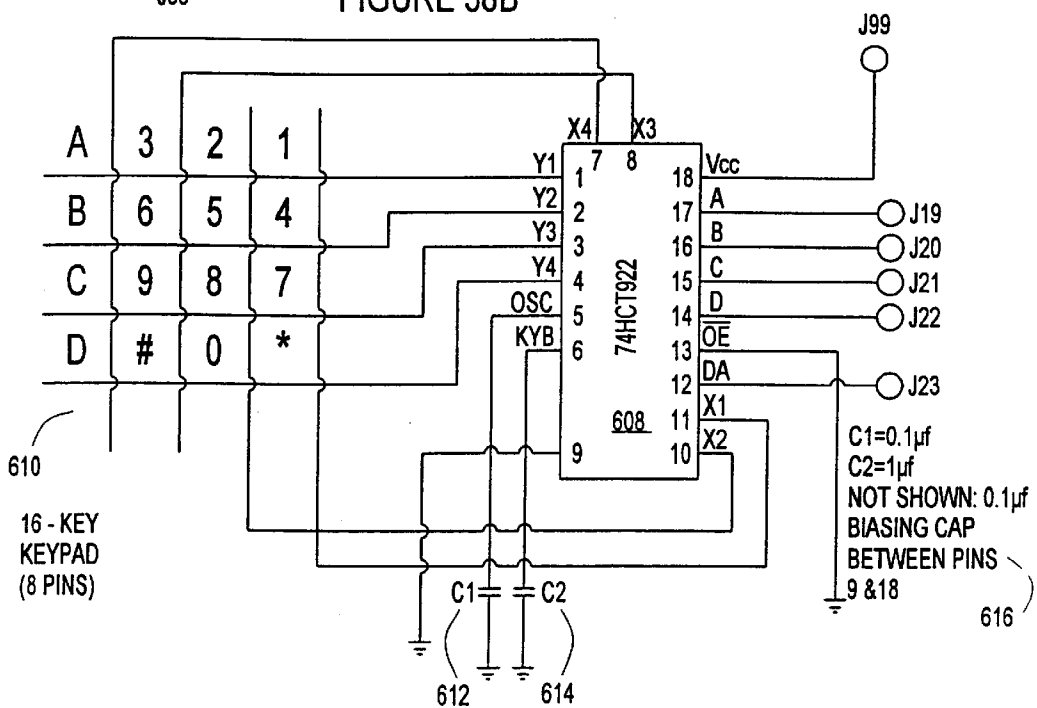 FIGURE 38B
J99
X4 X3
7 8
A 3 2 1
B 6 5 4
C 9 8 7
D # 0 *
Y1 1
Y2 2
Y3 3
Y4 4
OSC 5
KYB 6
9
74HCT922
608
18 Vcc
17 A
16 B
15 C
14 D
13 OE
12 DA
11 X1
10 X2
J19
J20
J21
J22
J23
C1=0.1µf
C2=1µf
NOT SHOWN: 0.1µf
BIASING CAP
BETWEEN PINS
9 &18
616
610
16 - KEY
KEYPAD
(8 PINS)
C1
C2
612
614